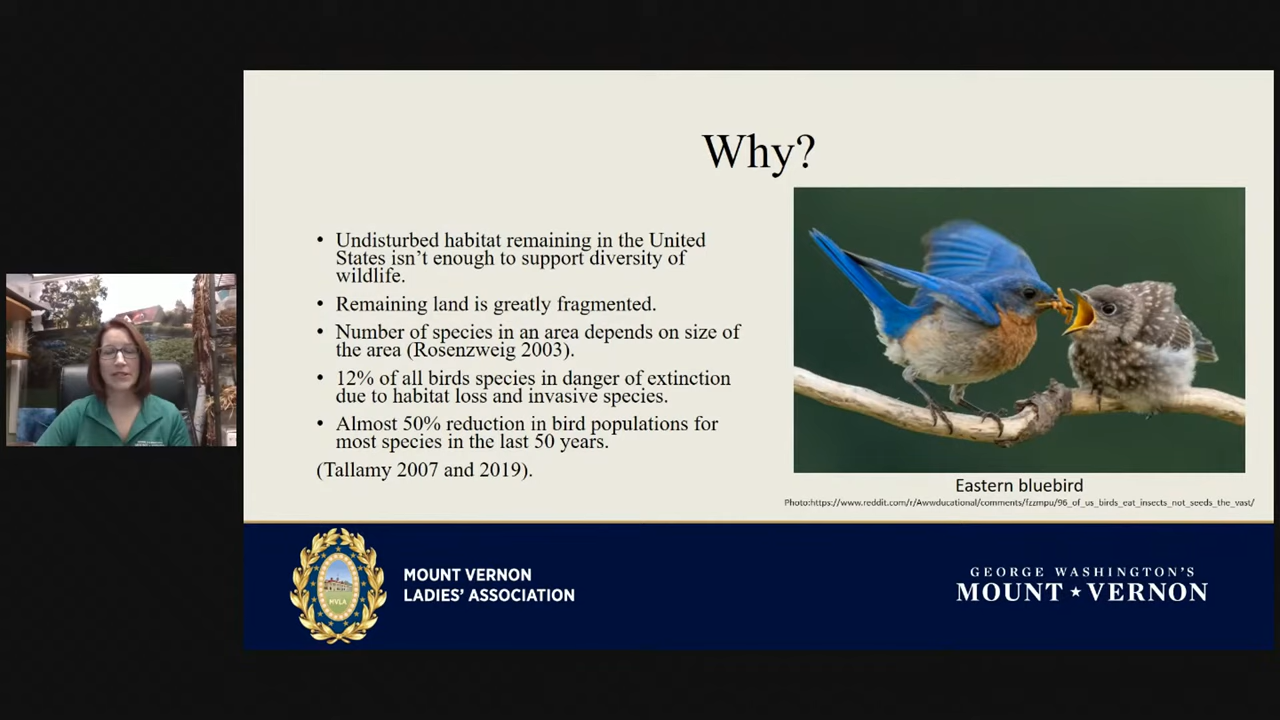 Why?
• Undisturbed habitat remaining in the United
States isn't enough to support diversity of
wildlife.
• Remaining land is greatly fragmented.
• Number of species in an area depends on size of
the area (Rosenzweig 2003).
• 12% of all birds species in danger of extinction
due to habitat loss and invasive species.
• Almost 50% reduction in bird populations for
most species in the last 50 years.
(Tallamy 2007 and 2019).
Eastern bluebird
Photo:https://www.reddit.com/r/Awwducational/comments/fzzmpu/96_of_us_birds_eat_insects_not_seeds_the_vast/
MVLA
MOUNT VERNON
LADIES' ASSOCIATION
GEORGE WASHINGTON'S
MOUNT ★ VERNON